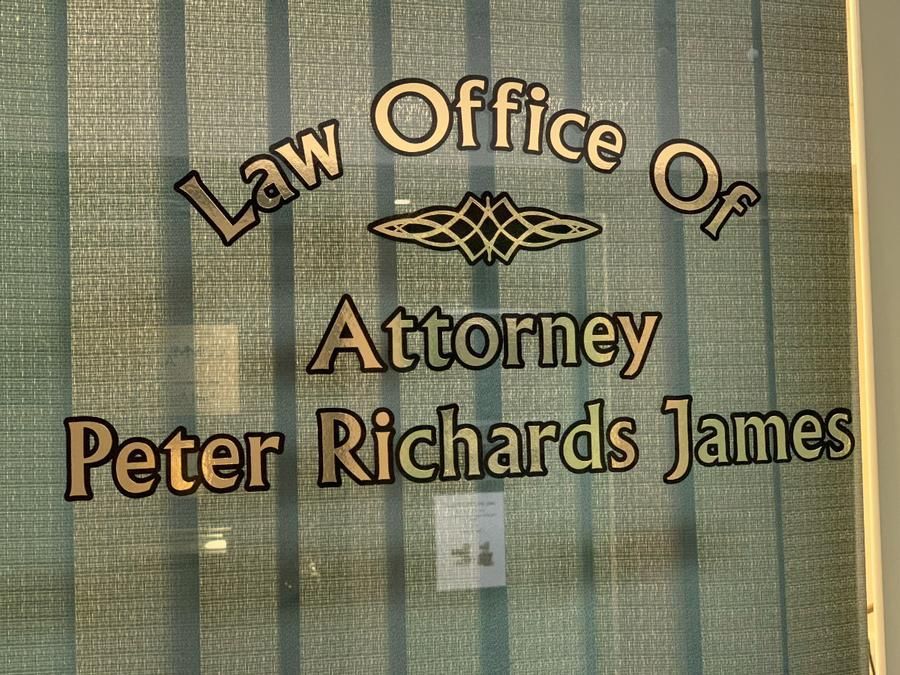 Law Office Of
Attorney
Peter Richards James